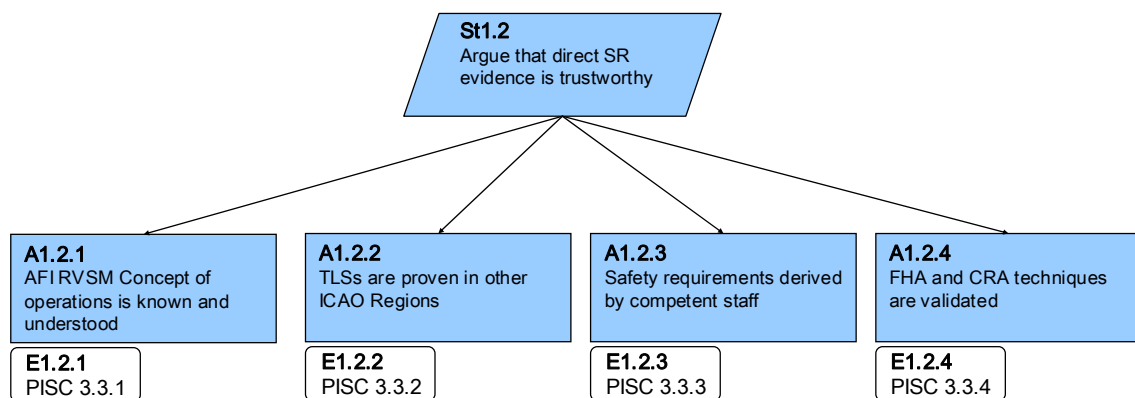 St1.2
Argue that direct SR
evidence is trustworthy
A1.2.1
AFI RVSM Concept of
operations is known and
understood
E1.2.1
PISC 3.3.1
A1.2.2
TLSs are proven in other
ICAO Regions
E1.2.2
PISC 3.3.2
A1.2.3
Safety requirements derived
by competent staff
E1.2.3
PISC 3.3.3
A1.2.4
FHA and CRA techniques
are validated
E1.2.4
PISC 3.3.4